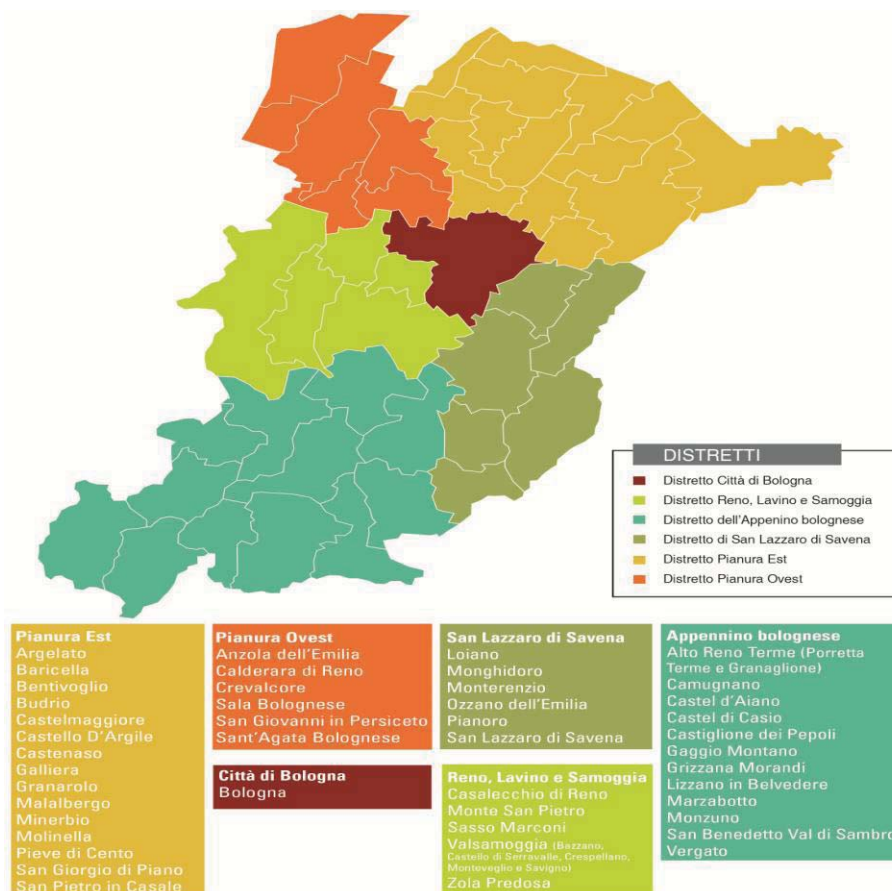 DISTRETTI
Distretto Città di Bologna
Distretto Reno, Lavino e Samoggia
Distretto dell'Appenino bolognese
Distretto di San Lazzaro di Savena
Distretto Pianura Est
Distretto Pianura Ovest
Pianura Est
Argelato
Baricella
Bentivoglio
Budrio
Castelmaggiore
Castello D'Argile
Castenaso
Galliera
Granarolo
Malalbergo
Minerbio
Molinella
Pieve di Cento
San Giorgio di Piano
San Pietro in Casale
Pianura Ovest
Anzola dell'Emilia
Calderara di Reno
Crevalcore
Sala Bolognese
San Giovanni in Persiceto
Sant'Agata Bolognese
Città di Bologna
Bologna
San Lazzaro di Savena
Loiano
Monghidoro
Monterenzio
Ozzano dell'Emilia
Pianoro
San Lazzaro di Savena
Reno, Lavino e Samoggia
Casalecchio di Reno
Monte San Pietro
Sasso Marconi
Valsamoggia (Bazzano,
Castello di Serravalle, Crespellano,
Monteveglio e Savigno)
Zola Predosa
Appennino bolognese
Alto Reno Terme (Porretta
Terme e Granaglione)
Camugnano
Castel d'Aiano
Castel di Casio
Castiglione dei Pepoli
Gaggio Montano
Grizzana Morandi
Lizzano in Belvedere
Marzabotto
Monzuno
San Benedetto Val di Sambro
Vergato